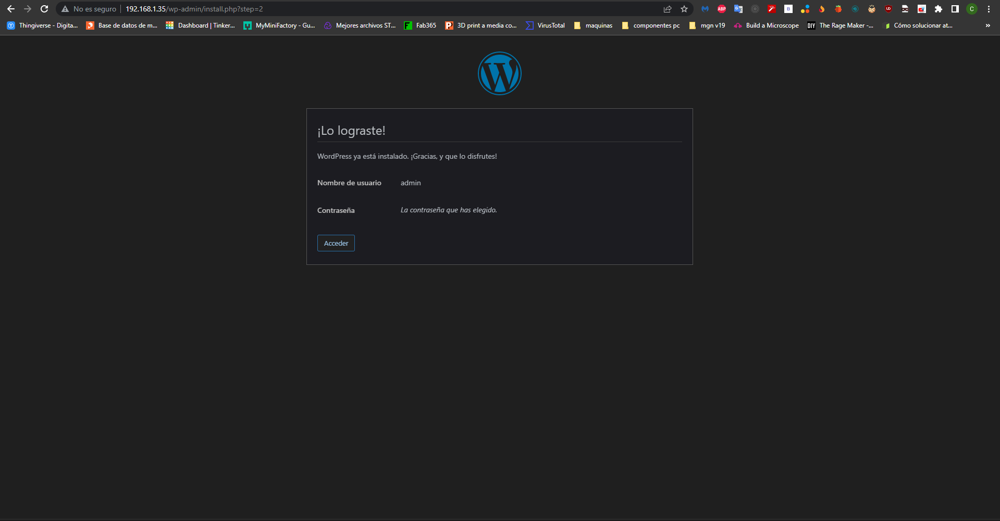 No es seguro 192.168.1.35/wp-admin/install.php?step=2
ABP
B
UO
C
Thingiverse - Digita... Base de datos de m... Dashboard | Tinker... MyMiniFactory - Gu... Mejores archivos ST... Fab365 3D print a media co... VirusTotal maquinas componentes pc mgn v19 Build a Microscope DIY The Rage Maker -... Cómo solucionar at... »
¡Lo lograste!
WordPress ya está instalado. ¡Gracias, y que lo disfrutes!
Nombre de usuario admin
Contraseña La contraseña que has elegido.
Acceder